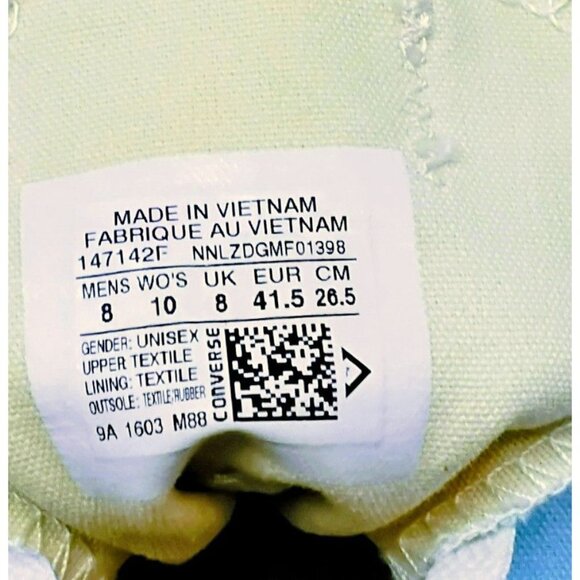 MADE IN VIETNAM
FABRIQUE AU VIETNAM
147142F NNLZDGMF01398
MENS WO'S UK EUR CM
8 10 8 41.5 26.5
GENDER: UNISEX
UPPER TEXTILE
LINING: TEXTILE
OUTSOLE: TEXTILE/RUBBER
9A 1603 M88
CONVERSE